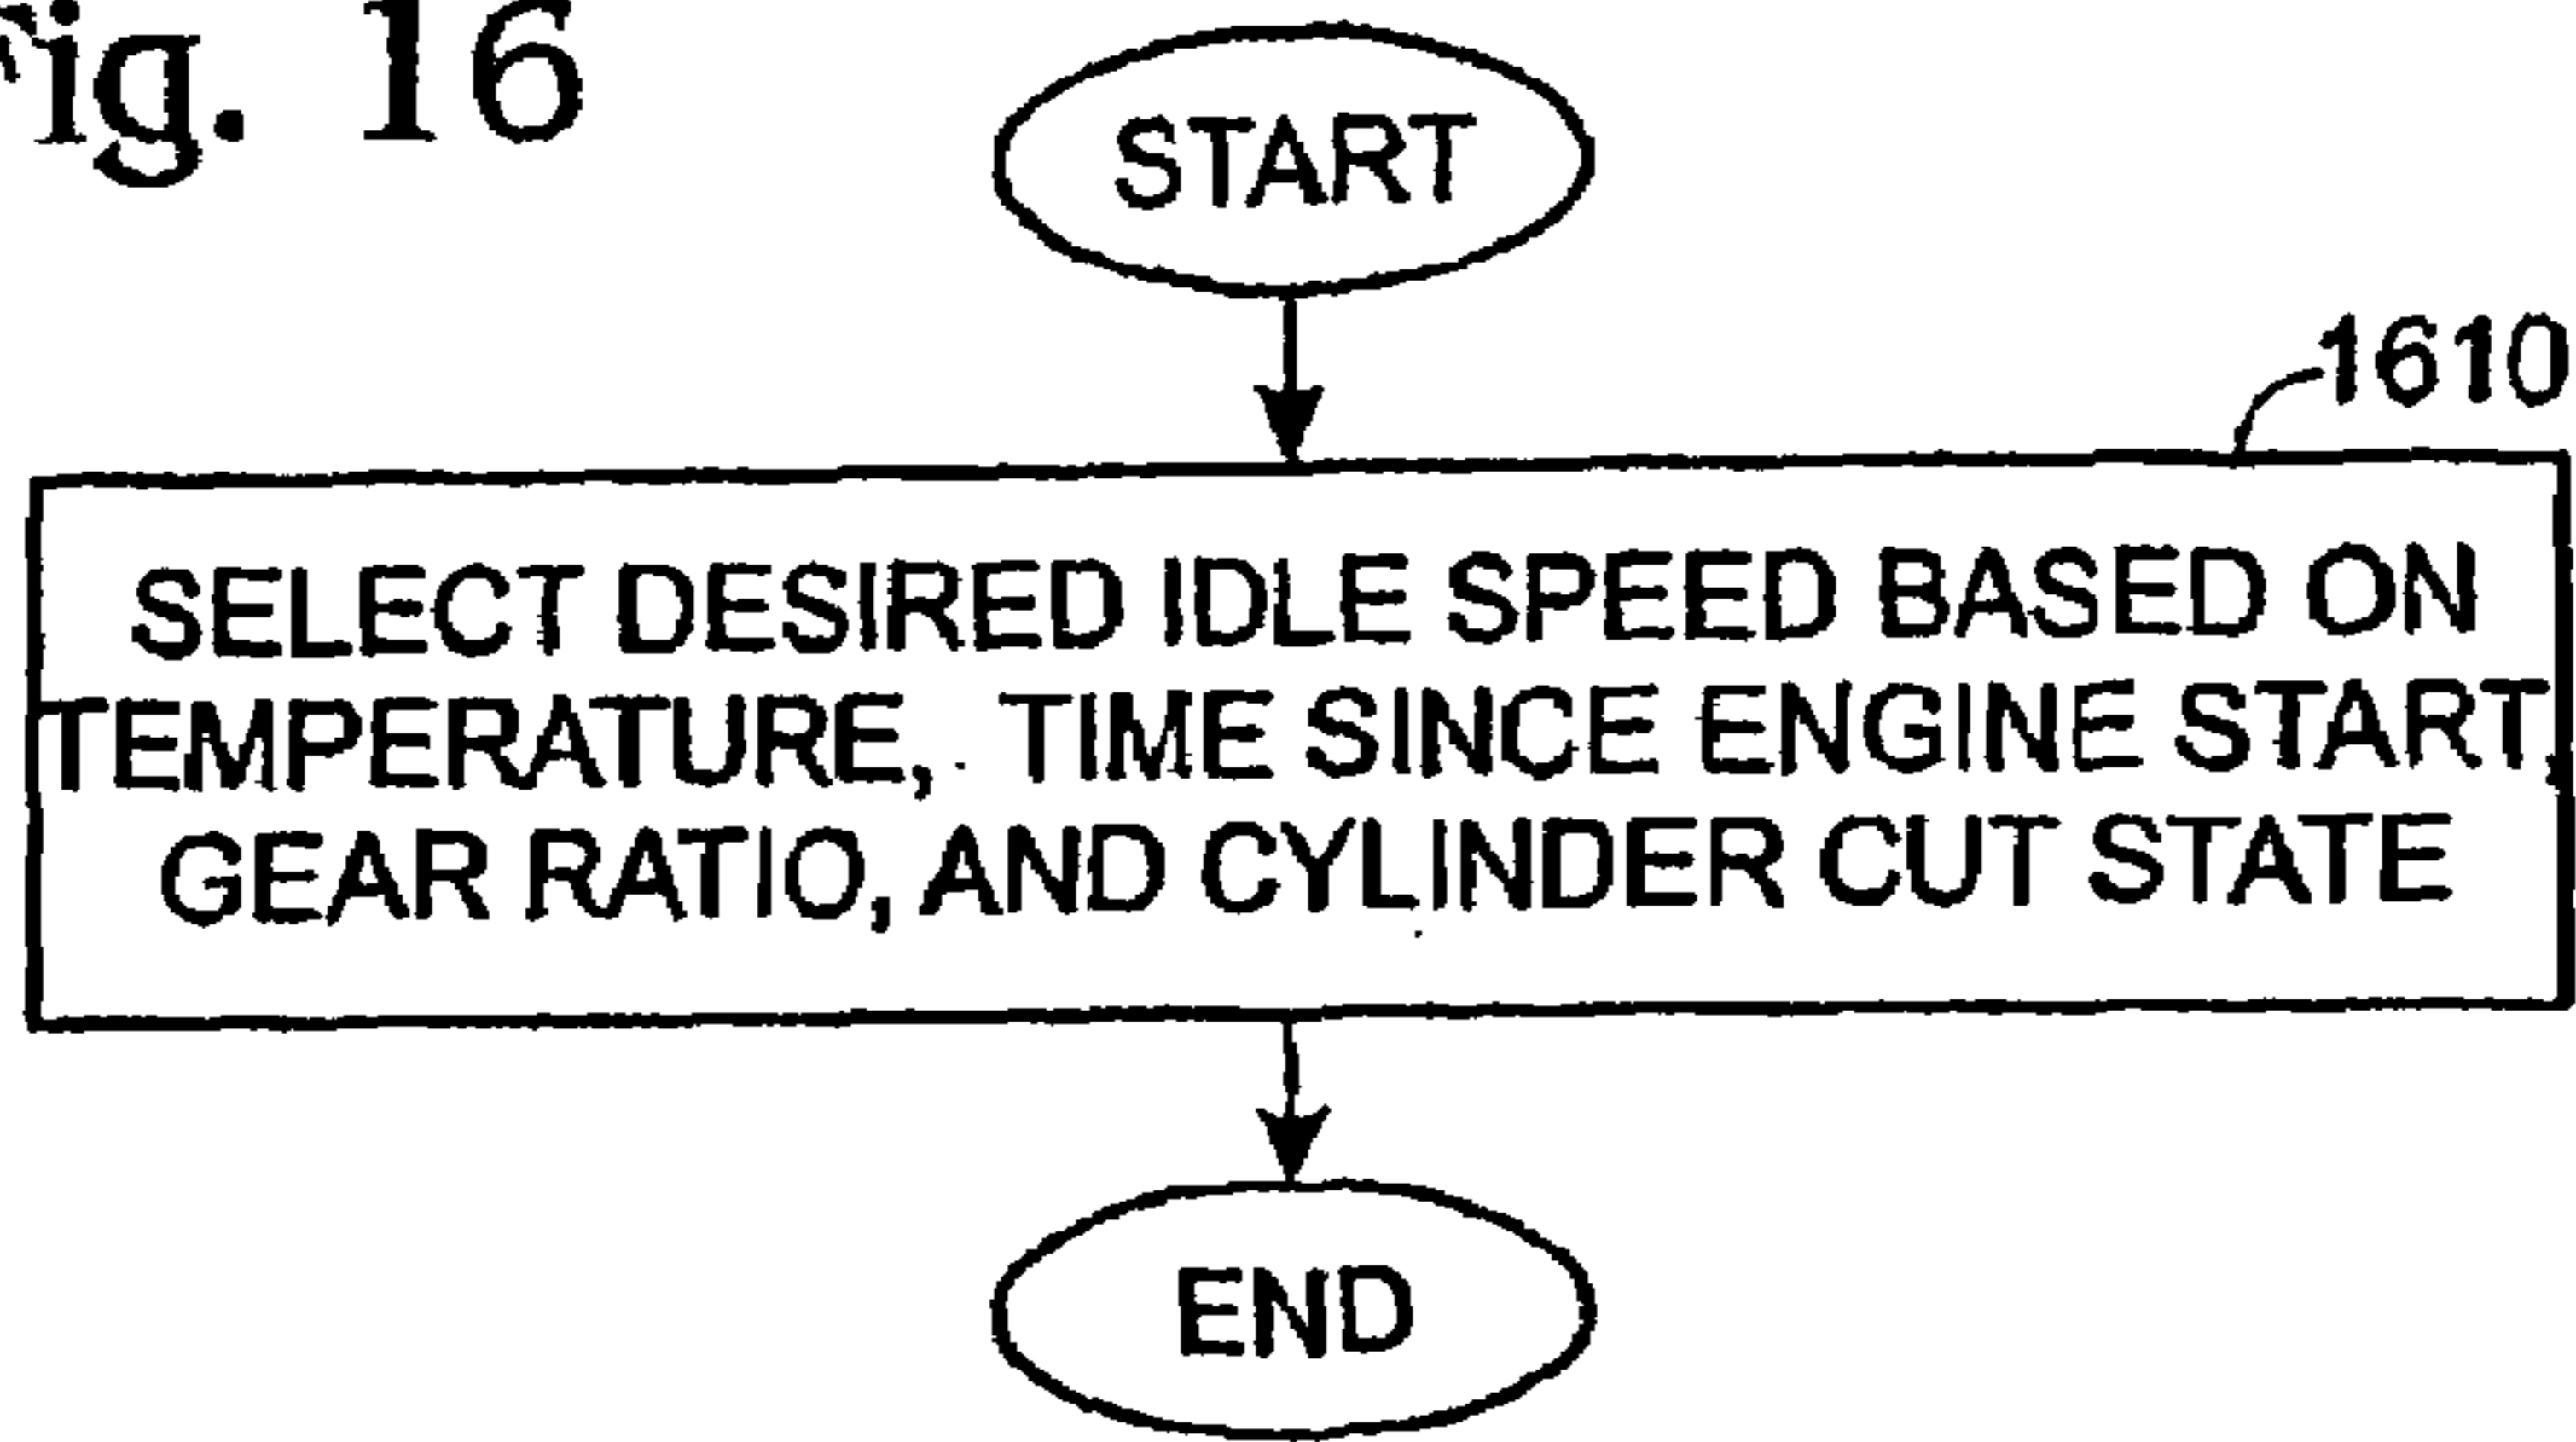 Fig. 16
START
1610
SELECT DESIRED IDLE SPEED BASED ON
TEMPERATURE, TIME SINCE ENGINE START,
GEAR RATIO, AND CYLINDER CUT STATE
END